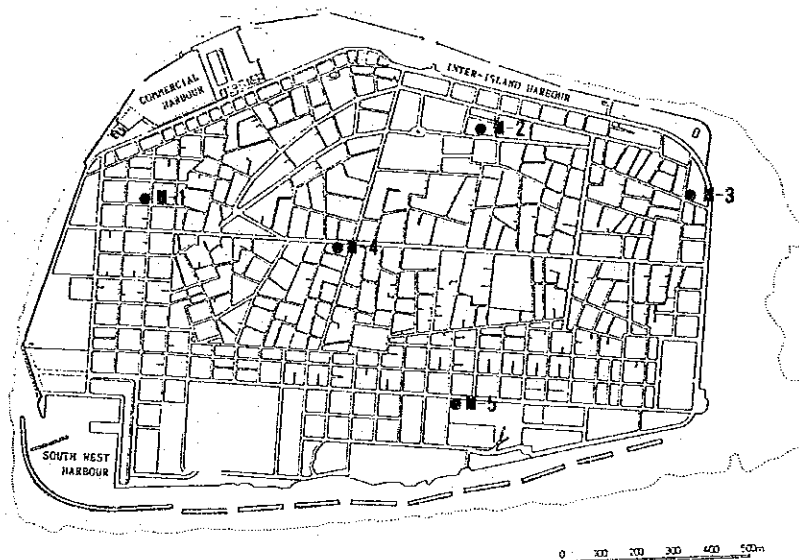 COMMERCIAL
HARBOUR
INTER-ISLAND HARBOUR
M-2
M-1
M-3
M-4
M-5
SOUTH WEST
HARBOUR
0 100 200 300 400 500m